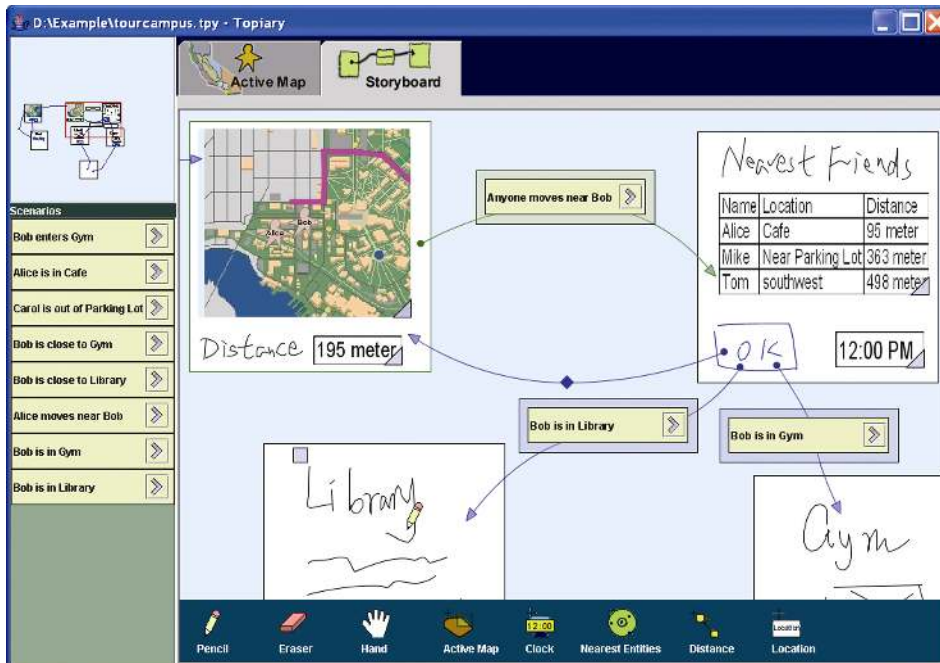 D:\Example\tourcampus.tpy - Topiary
Active Map
Storyboard
Scenarios
Bob enters Gym
Alice is in Cafe
Carol is out of Parking Lot
Bob is close to Gym
Bob is close to Library
Alice moves near Bob
Bob is in Gym
Bob is in Library
Alice
Bob
Distance 195 meter
Anyone moves near Bob
Nearest Friends
Name Location Distance
Alice Cafe 95 meter
Mike Near Parking Lot 363 meter
Tom southwest 498 meter
OK
12:00 PM
Bob is in Library
Bob is in Gym
Library
Gym
Pencil
Eraser
Hand
Active Map
12:00
Clock
Nearest Entities
Distance
Location
Location